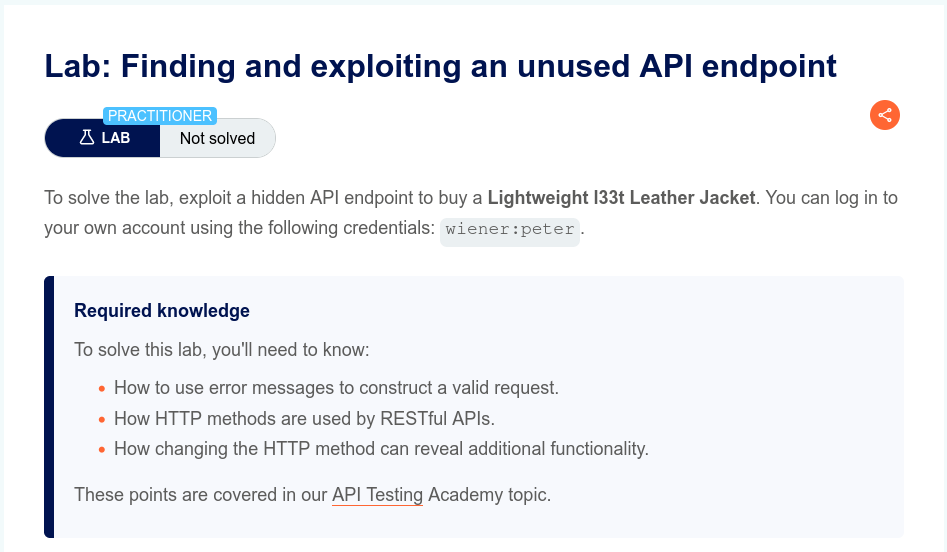 Lab: Finding and exploiting an unused API endpoint
PRACTITIONER
LAB
Not solved
To solve the lab, exploit a hidden API endpoint to buy a Lightweight l33t Leather Jacket. You can log in to
your own account using the following credentials: wiener:peter.
Required knowledge
To solve this lab, you'll need to know:
• How to use error messages to construct a valid request.
• How HTTP methods are used by RESTful APIs.
• How changing the HTTP method can reveal additional functionality.
These points are covered in our API Testing Academy topic.